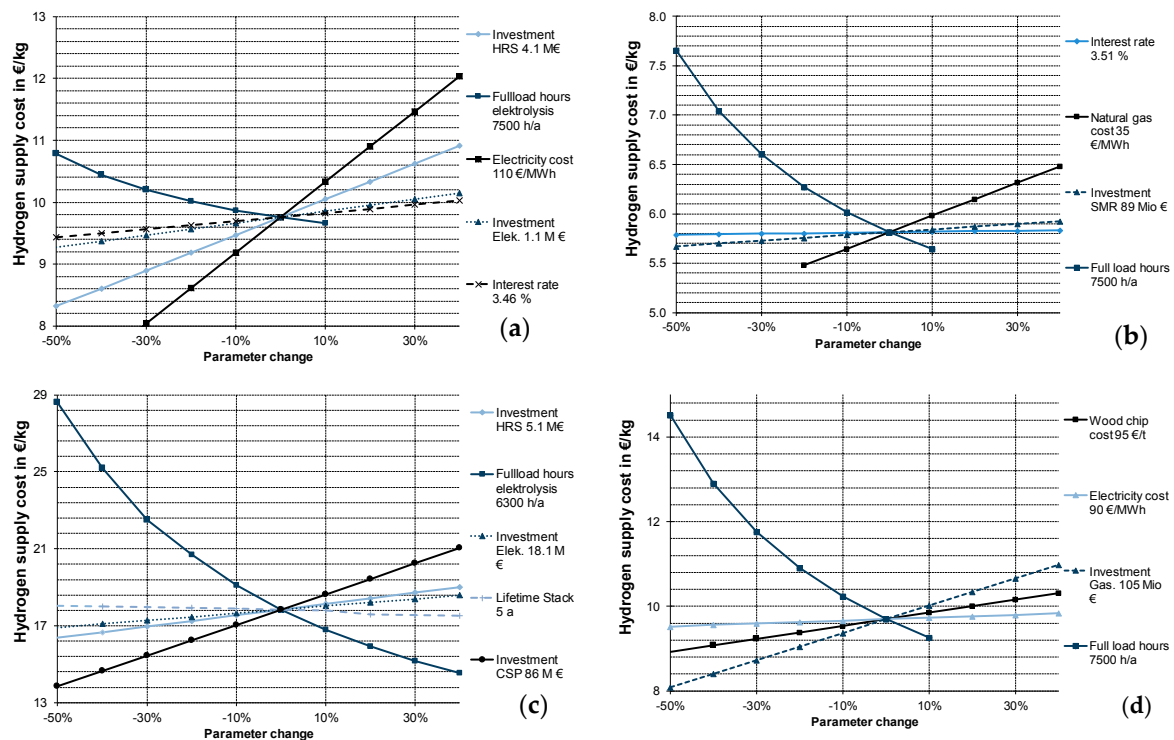 13
12
11
10
9
8
Hydrogen supply cost in €/kg
-50%
-30%
-10%
10%
30%
Parameter change
Investment
HRS 4.1 M€
Fullload hours
elektrolysis
7500 h/a
Electricity cost
110 €/MWh
Investment
Elek. 1.1 M €
Interest rate
3.46 %
(a)
8.0
7.5
7.0
6.5
6.0
5.5
5.0
Hydrogen supply cost in €/kg
-50%
-30%
-10%
10%
30%
Parameter change
Interest rate
3.51 %
Natural gas
cost 35
€/MWh
Investment
SMR 89 Mio €
Full load hours
7500 h/a
(b)
29
25
21
17
13
Hydrogen supply cost in €/kg
-50%
-30%
-10%
10%
30%
Parameter change
Investment
HRS 5.1 M€
Fullload hours
elektrolysis
6300 h/a
Investment
Elek. 18.1 M
€
Lifetime Stack
5 a
Investment
CSP 86 M €
(c)
14
12
10
8
Hydrogen supply cost in €/kg
-50%
-30%
-10%
10%
30%
Parameter change
Wood chip
cost 95 €/t
Electricity cost
90 €/MWh
Investment
Gas. 105 Mio
€
Full load hours
7500 h/a
(d)